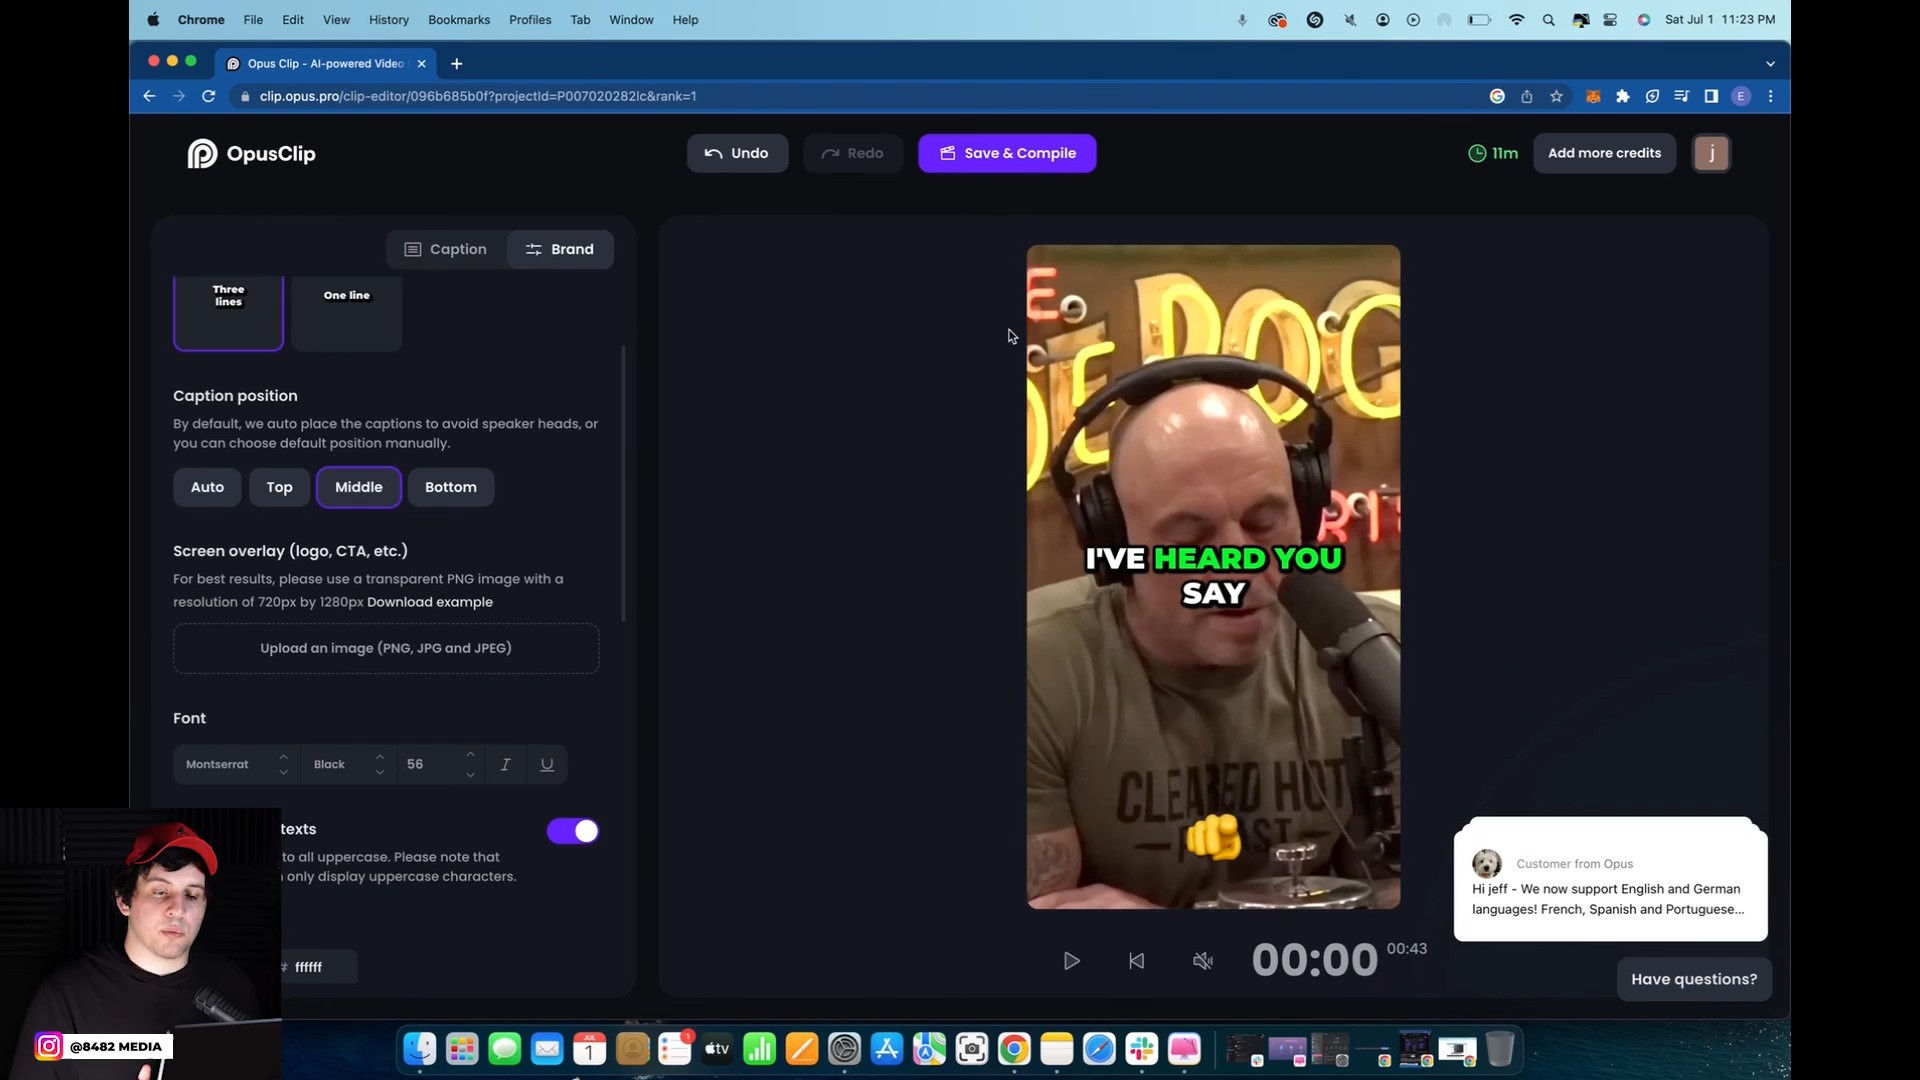 Chrome File Edit View History Bookmarks Profiles Tab Window Help
Sat Jul 1 11:23 PM
Opus Clip - AI-powered Video
clip.opus.pro/clip-editor/096b685b0f?projectId=P007020282lc&rank=1
E
OpusClip
Undo
Redo
Save & Compile
11m
Add more credits
j
Caption
Brand
Three
lines
One line
Caption position
By default, we auto place the captions to avoid speaker heads, or
you can choose default position manually.
Auto
Top
Middle
Bottom
Screen overlay (logo, CTA, etc.)
For best results, please use a transparent PNG image with a
resolution of 720px by 1280px Download example
Upload an image (PNG, JPG and JPEG)
Font
Montserrat
Black
56
I
U
texts
to all uppercase. Please note that
only display uppercase characters.
# ffffff
I'VE HEARD YOU
SAY
CLEARED HOT
00:00
00:43
Customer from Opus
Hi jeff - We now support English and German
languages! French, Spanish and Portuguese...
Have questions?
@8482 MEDIA
JUL
1
1
tv